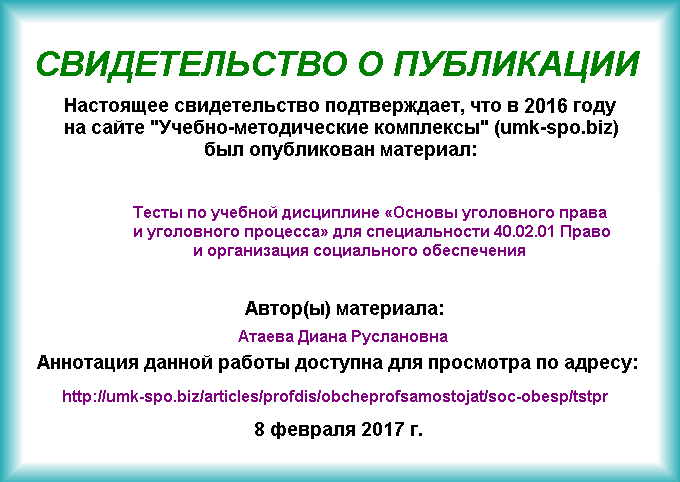 СВИДЕТЕЛЬСТВО О ПУБЛИКАЦИИ
Настоящее свидетельство подтверждает, что в 2016 году
на сайте "Учебно-методические комплексы" (umk-spo.biz)
был опубликован материал:
Тесты по учебной дисциплине «Основы уголовного права
и уголовного процесса» для специальности 40.02.01 Право
и организация социального обеспечения
Автор(ы) материала:
Атаева Диана Руслановна
Аннотация данной работы доступна для просмотра по адресу:
http://umk-spo.biz/articles/profdis/obcheprofsamostojat/soc-obesp/tstpr
8 февраля 2017 г.